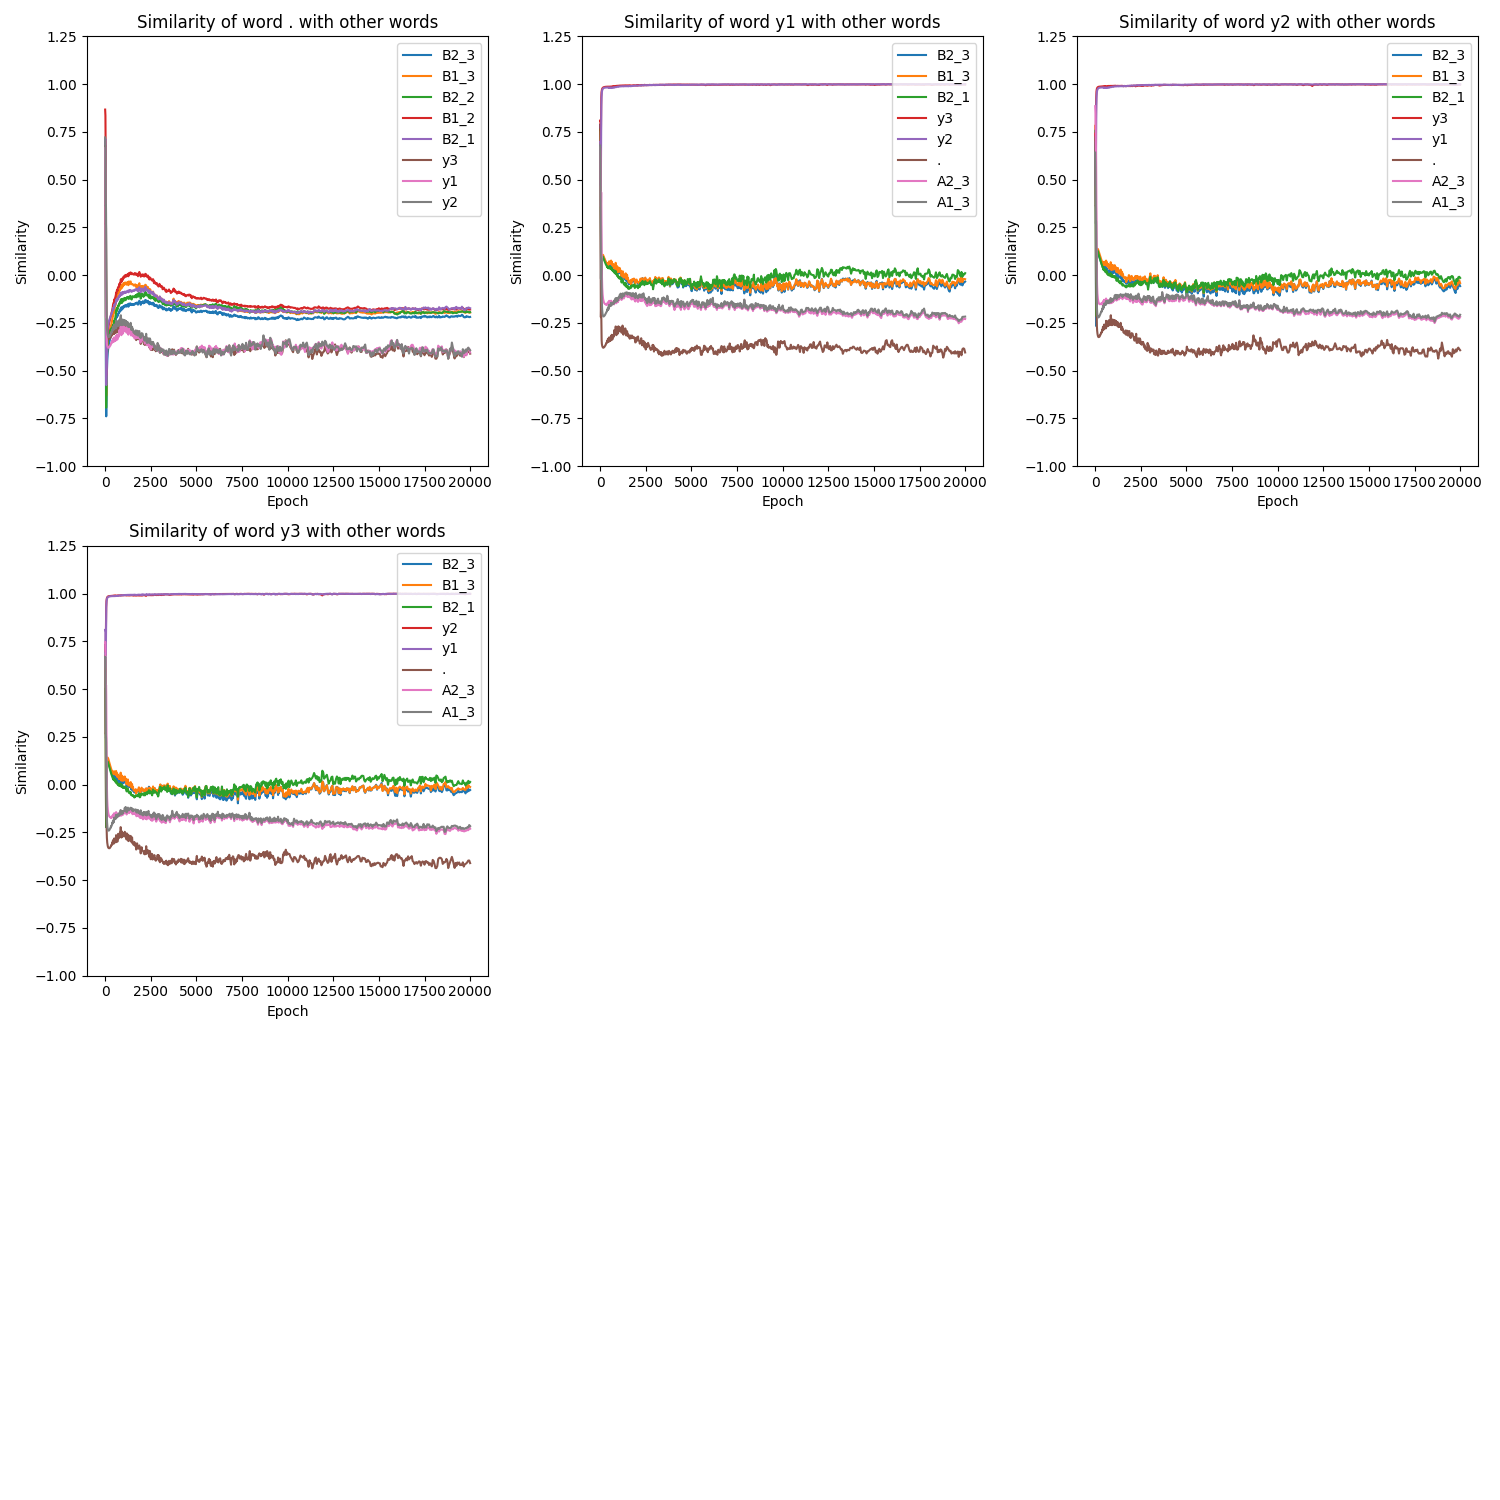 Similarity of word . with other words
Similarity
1.25
1.00
0.75
0.50
0.25
0.00
−0.25
−0.50
−0.75
−1.00
B2_3
B1_3
B2_2
B1_2
B2_1
y3
y1
y2
0 2500 5000 7500 10000 12500 15000 17500 20000
Epoch
Similarity of word y1 with other words
Similarity
1.25
1.00
0.75
0.50
0.25
0.00
−0.25
−0.50
−0.75
−1.00
B2_3
B1_3
B2_1
y3
y2
.
A2_3
A1_3
0 2500 5000 7500 10000 12500 15000 17500 20000
Epoch
Similarity of word y2 with other words
Similarity
1.25
1.00
0.75
0.50
0.25
0.00
−0.25
−0.50
−0.75
−1.00
B2_3
B1_3
B2_1
y3
y1
.
A2_3
A1_3
0 2500 5000 7500 10000 12500 15000 17500 20000
Epoch
Similarity of word y3 with other words
Similarity
1.25
1.00
0.75
0.50
0.25
0.00
−0.25
−0.50
−0.75
−1.00
B2_3
B1_3
B2_1
y2
y1
.
A2_3
A1_3
0 2500 5000 7500 10000 12500 15000 17500 20000
Epoch